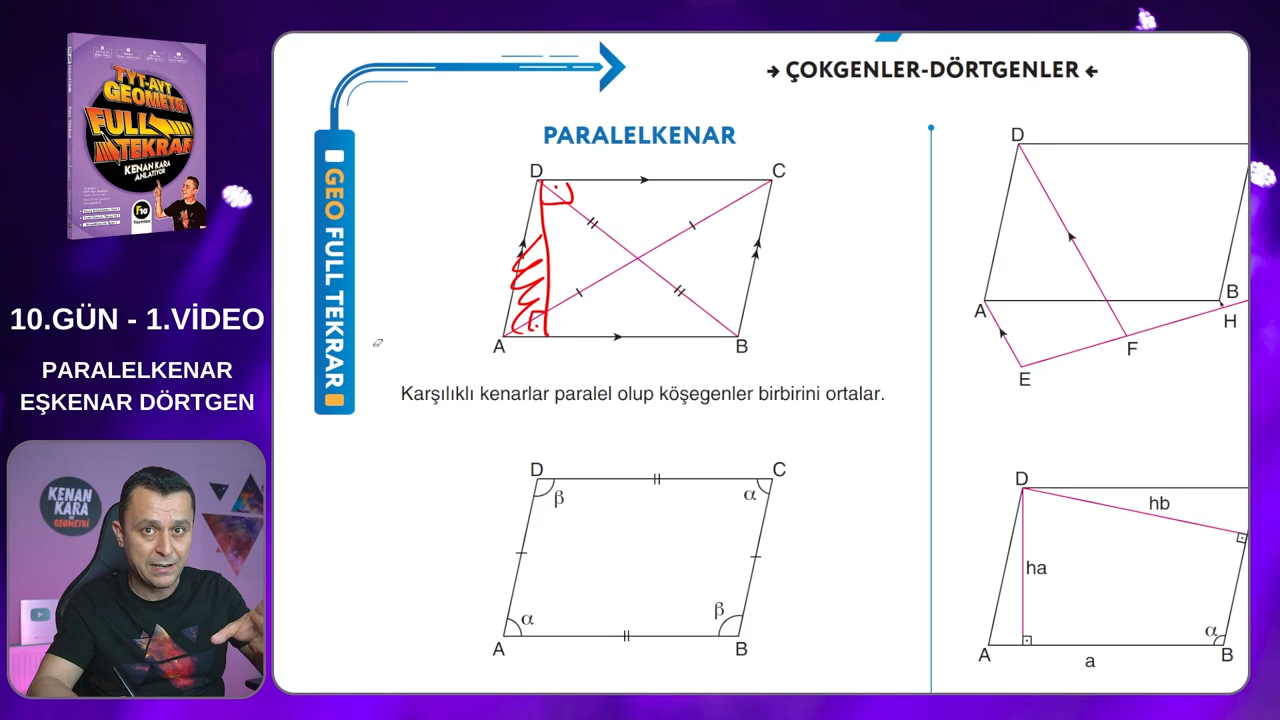 TYT-AYT
GEOMETRİ
FULL
TEKRAR
KENAN KARA
ANLATIYOR
10.GÜN - 1.VİDEO
PARALELKENAR
EŞKENAR DÖRTGEN
KENAN
KARA
GEOMETRİ
GEO FULL TEKRAR
ÇOKGENLER-DÖRTGENLER
PARALELKENAR
D C
A B
Karşılıklı kenarlar paralel olup köşegenler birbirini ortalar.
D C
β α
α β
A B
D
A B
H
F
E
D
hb
ha
α
A a B